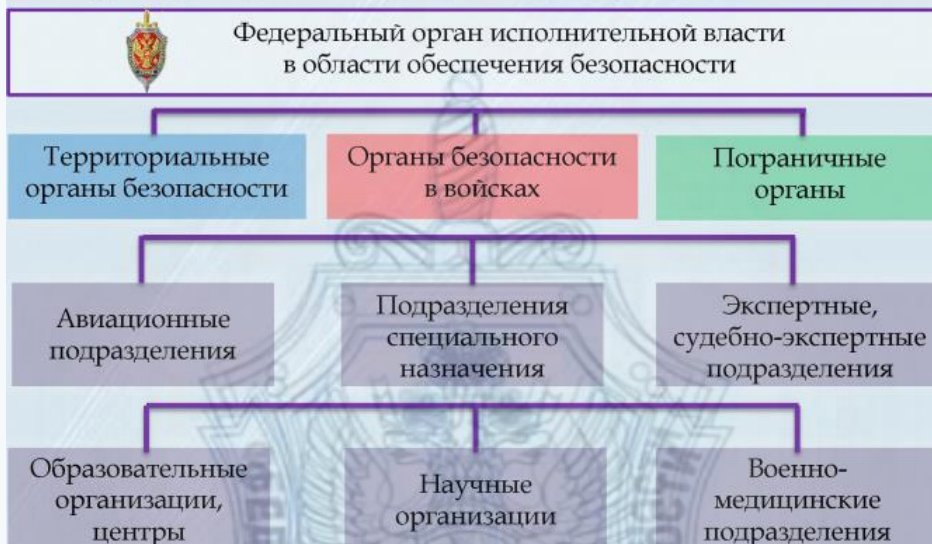 Федеральный орган исполнительной власти
в области обеспечения безопасности
Территориальные
органы безопасности
Органы безопасности
в войсках
Пограничные
органы
Авиационные
подразделения
Подразделения
специального
назначения
Экспертные,
судебно-экспертные
подразделения
Образовательные
организации,
центры
Научные
организации
Военно-
медицинские
подразделения